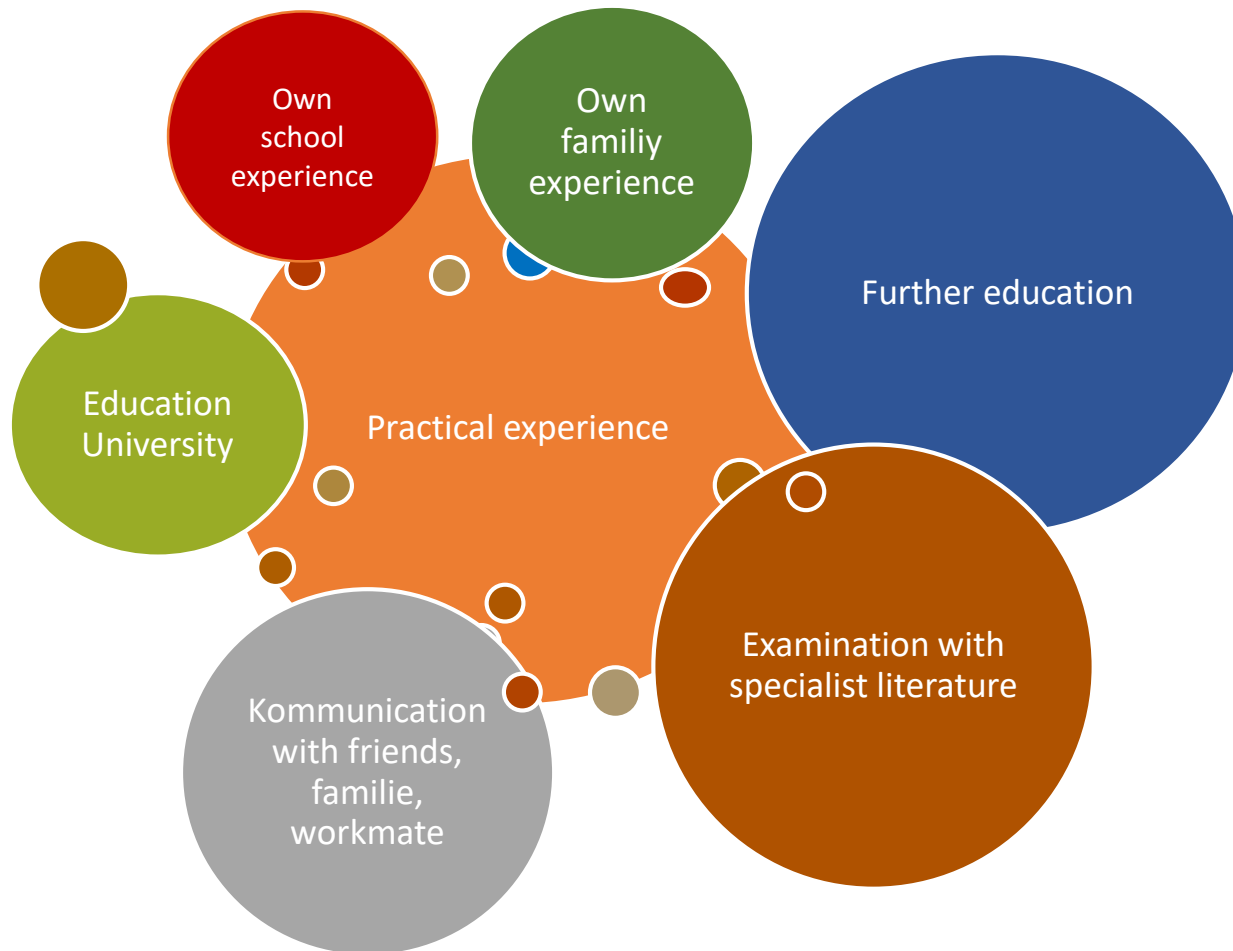 Own
school
experience
Own
familiy
experience
Further education
Education
University
Practical experience
Examination with
specialist literature
Kommunication
with friends,
familie,
workmate